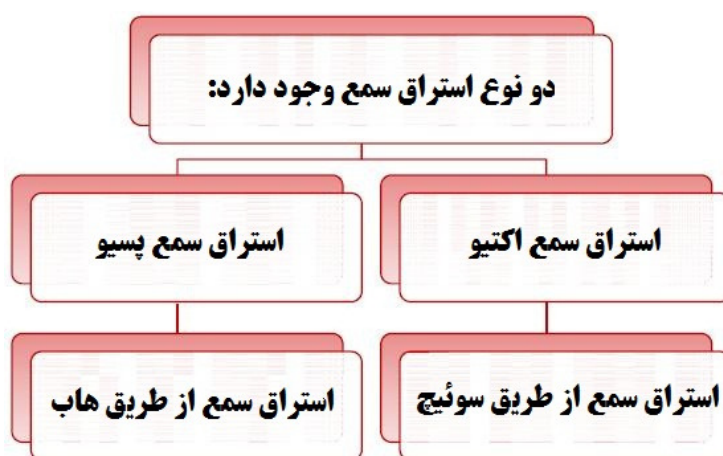 دو نوع استراق سمع وجود دارد:
استراق سمع اکتیو
استراق سمع پسیو
استراق سمع از طریق سوئیچ
استراق سمع از طریق هاب